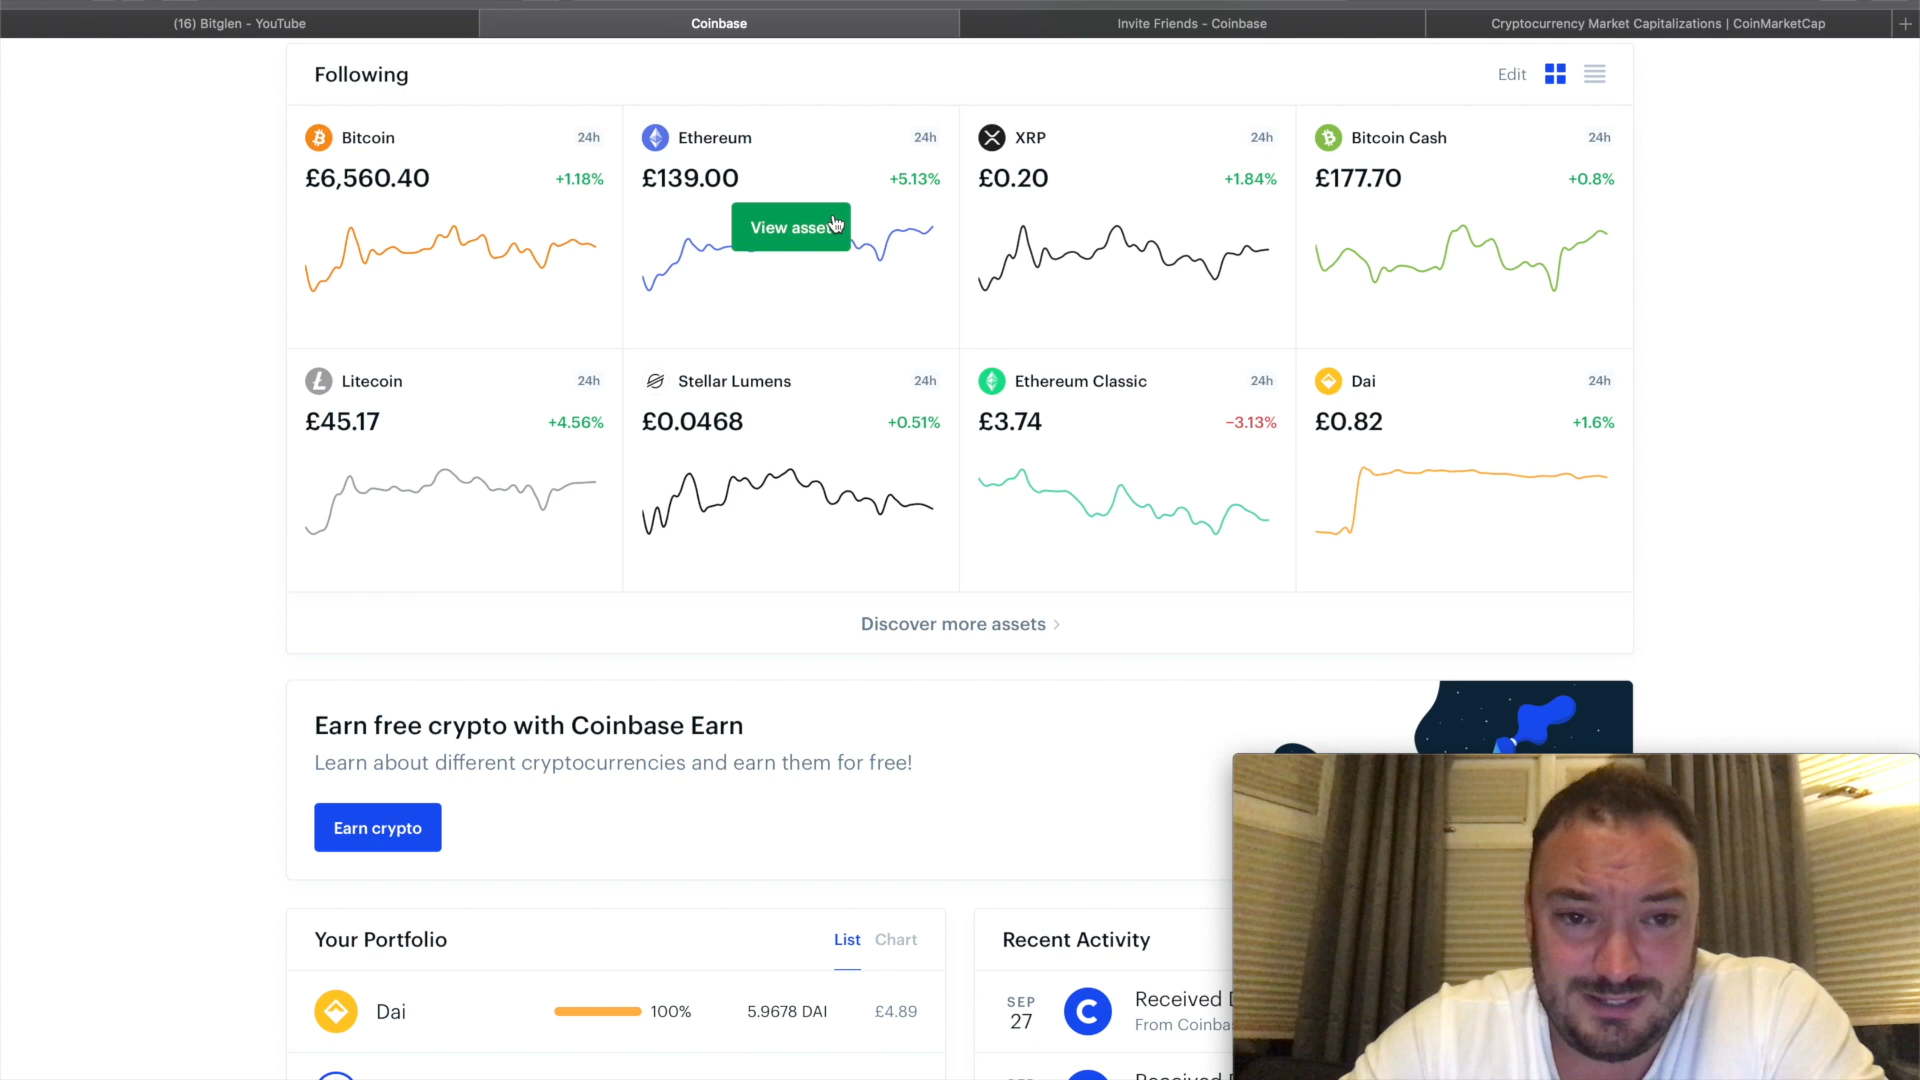 (16) Bitglen - YouTube
Coinbase
Invite Friends - Coinbase
Cryptocurrency Market Capitalizations | CoinMarketCap
Following
Edit
Bitcoin 24h
£6,560.40 +1.18%
Ethereum 24h
£139.00 +5.13%
View asset
XRP 24h
£0.20 +1.84%
Bitcoin Cash 24h
£177.70 +0.8%
Litecoin 24h
£45.17 +4.56%
Stellar Lumens 24h
£0.0468 +0.51%
Ethereum Classic 24h
£3.74 −3.13%
Dai 24h
£0.82 +1.6%
Discover more assets
Earn free crypto with Coinbase Earn
Learn about different cryptocurrencies and earn them for free!
Earn crypto
Your Portfolio List Chart
Dai 100% 5.9678 DAI £4.89
Recent Activity
SEP
27
Received
From Coinba